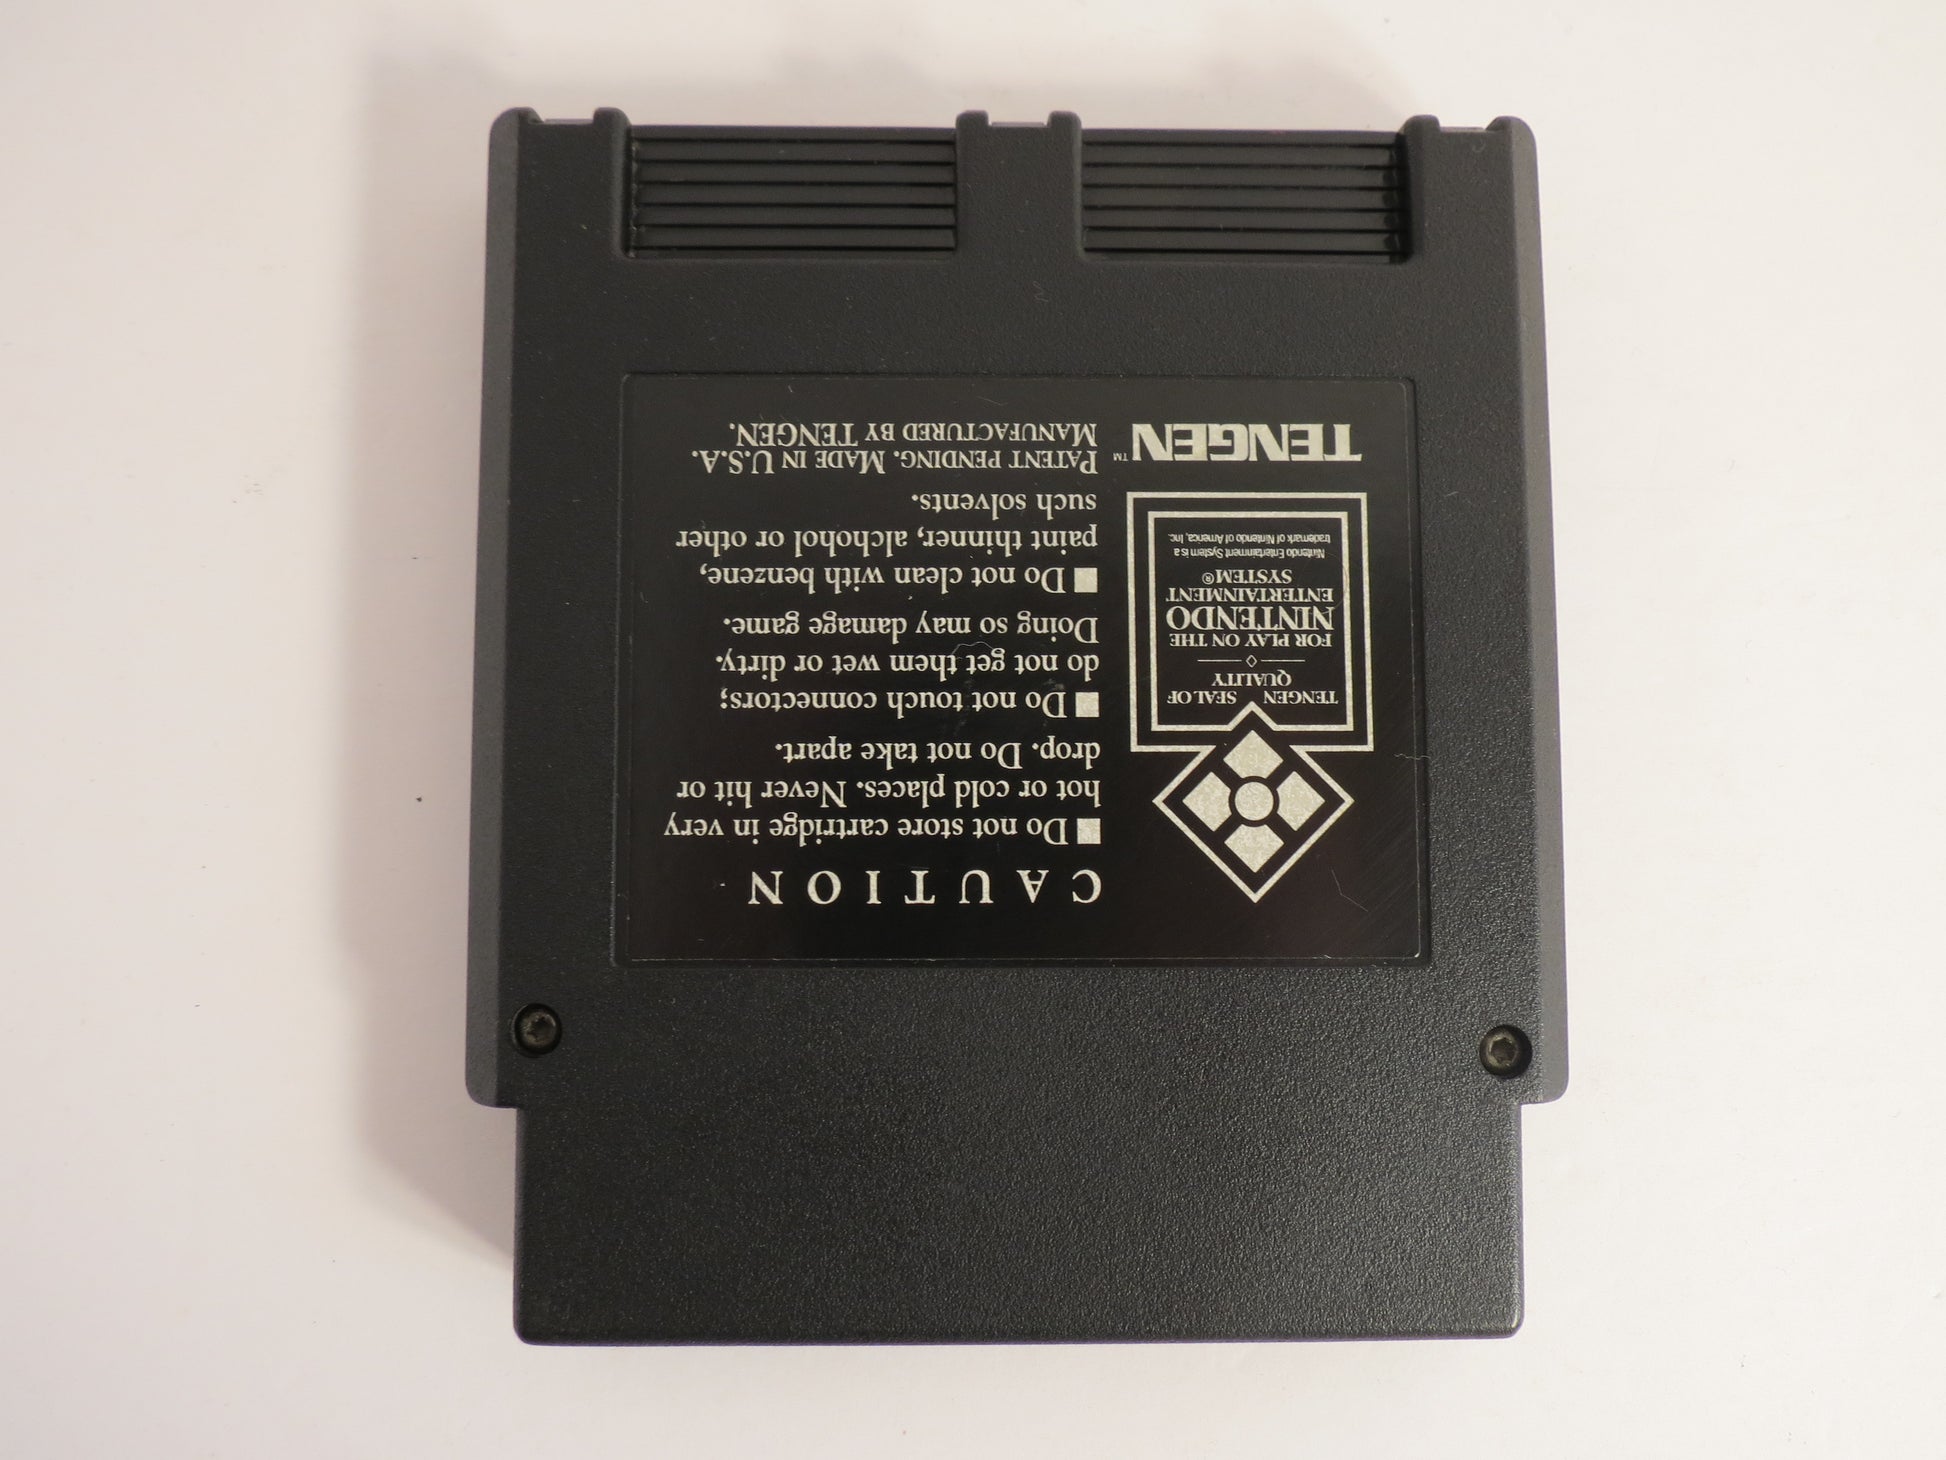 CAUTION
■ Do not store cartridge in very
hot or cold places. Never hit or
drop. Do not take apart.
■ Do not touch connectors;
do not get them wet or dirty.
Doing so may damage game.
■ Do not clean with benzene,
paint thinner, alchohol or other
such solvents.
PATENT PENDING. MADE IN U.S.A.
MANUFACTURED BY TENGEN.
TENGEN SEAL OF
QUALITY
FOR PLAY ON THE
NINTENDO
ENTERTAINMENT
SYSTEM®
Nintendo Entertainment System is a
trademark of Nintendo of America, Inc.
TENGEN™